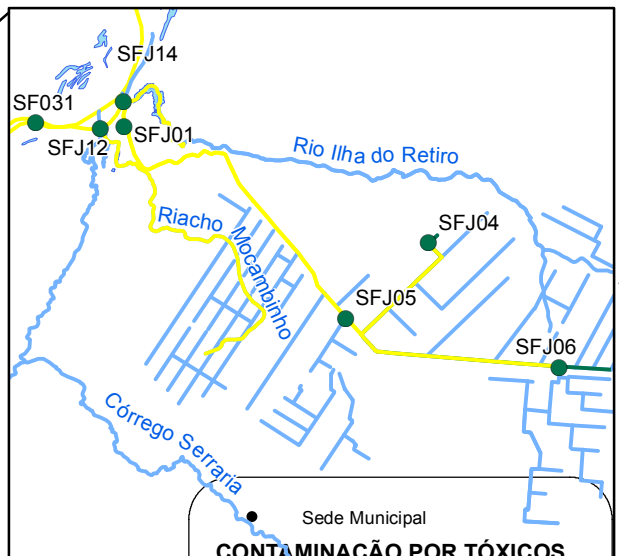 SFJ14
SF031
SFJ01
SFJ12
Rio Ilha do Retiro
Riacho Mocambinho
SFJ04
SFJ05
SFJ06
Córrego Serraria
Sede Municipal
CONTAMINAÇÃO POR TÓXICOS